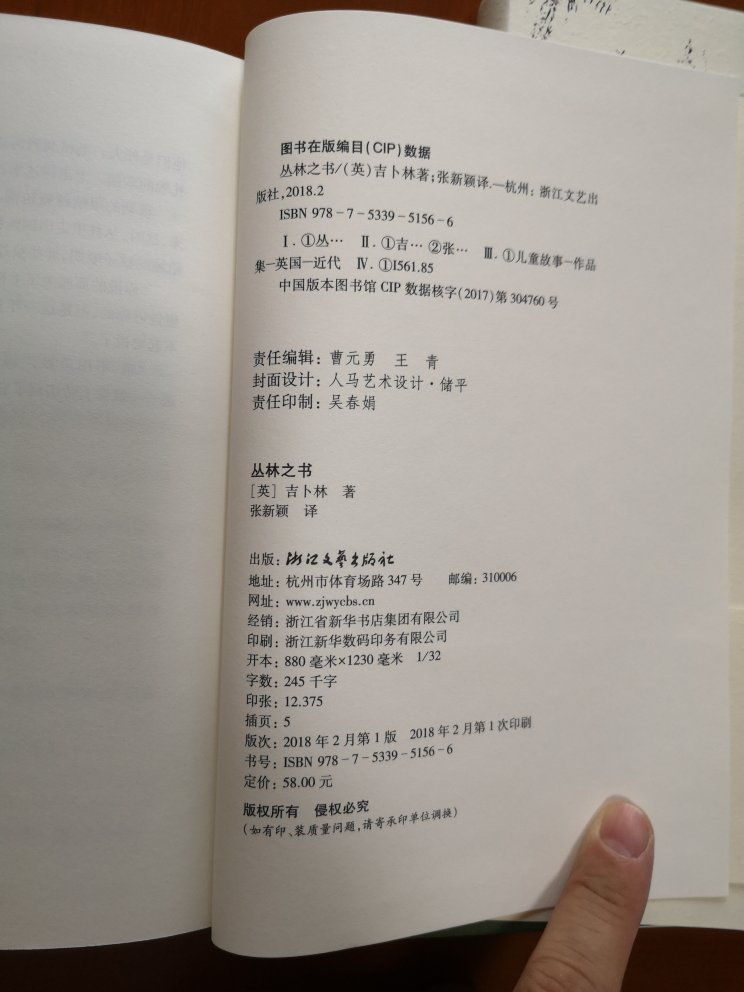 图书在版编目(CIP)数据
丛林之书/(英)吉卜林著;张新颖译.—杭州:浙江文艺出
版社,2018.2
ISBN 978-7-5339-5156-6
Ⅰ.①丛… Ⅱ.①吉… ②张… Ⅲ.①儿童故事—作品
集—英国—近代 Ⅳ.①I561.85
中国版本图书馆CIP数据核字(2017)第304760号
责任编辑:曹元勇 王 青
封面设计:人马艺术设计·储平
责任印制:吴春娟
丛林之书
[英] 吉卜林 著
张新颖 译
出版:浙江文艺出版社
地址:杭州市体育场路347号 邮编:310006
网址:www.zjwycbs.cn
经销:浙江省新华书店集团有限公司
印刷:浙江新华数码印务有限公司
开本:880毫米×1230毫米 1/32
字数:245千字
印张:12.375
插页:5
版次:2018年2月第1版 2018年2月第1次印刷
书号:ISBN 978-7-5339-5156-6
定价:58.00元
版权所有 侵权必究
(如有印、装质量问题,请寄承印单位调换)